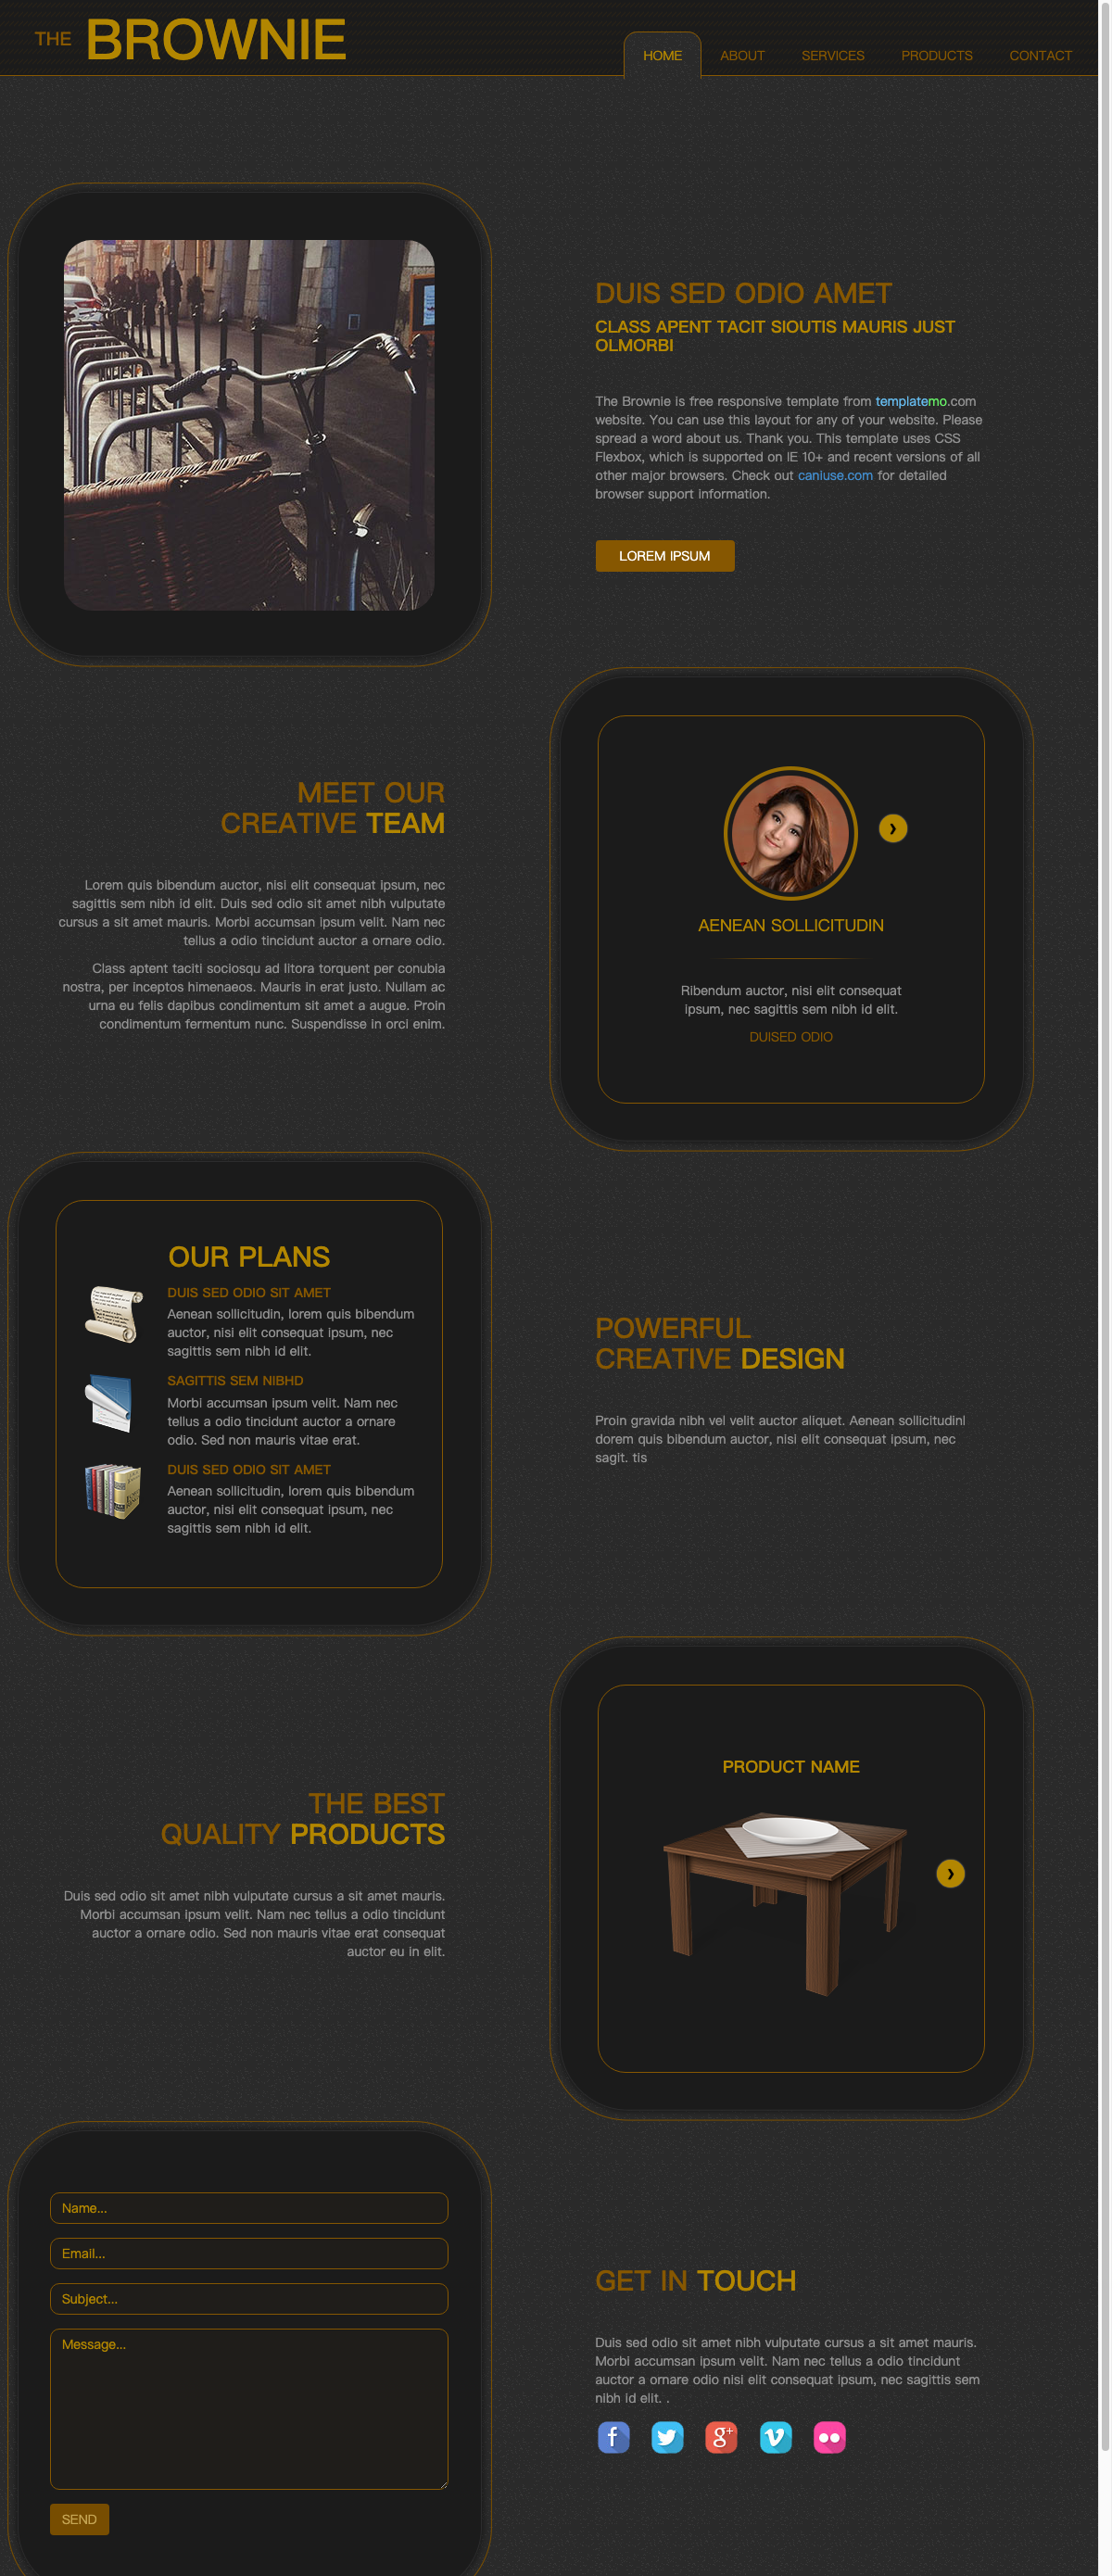 THE BROWNIE
HOME ABOUT SERVICES PRODUCTS CONTACT
DUIS SED ODIO AMET
CLASS APENT TACIT SIOUTIS MAURIS JUST
OLMORBI
The Brownie is free responsive template from templatemo.com
website. You can use this layout for any of your website. Please
spread a word about us. Thank you. This template uses CSS
Flexbox, which is supported on IE 10+ and recent versions of all
other major browsers. Check out caniuse.com for detailed
browser support information.
LOREM IPSUM
MEET OUR
CREATIVE TEAM
Lorem quis bibendum auctor, nisi elit consequat ipsum, nec
sagittis sem nibh id elit. Duis sed odio sit amet nibh vulputate
cursus a sit amet mauris. Morbi accumsan ipsum velit. Nam nec
tellus a odio tincidunt auctor a ornare odio.
Class aptent taciti sociosqu ad litora torquent per conubia
nostra, per inceptos himenaeos. Mauris in erat justo. Nullam ac
urna eu felis dapibus condimentum sit amet a augue. Proin
condimentum fermentum nunc. Suspendisse in orci enim.
AENEAN SOLLICITUDIN
Ribendum auctor, nisi elit consequat
ipsum, nec sagittis sem nibh id elit.
DUISED ODIO
OUR PLANS
DUIS SED ODIO SIT AMET
Aenean sollicitudin, lorem quis bibendum
auctor, nisi elit consequat ipsum, nec
sagittis sem nibh id elit.
SAGITTIS SEM NIBHD
Morbi accumsan ipsum velit. Nam nec
tellus a odio tincidunt auctor a ornare
odio. Sed non mauris vitae erat.
DUIS SED ODIO SIT AMET
Aenean sollicitudin, lorem quis bibendum
auctor, nisi elit consequat ipsum, nec
sagittis sem nibh id elit.
POWERFUL
CREATIVE DESIGN
Proin gravida nibh vel velit auctor aliquet. Aenean sollicitudinl
dorem quis bibendum auctor, nisi elit consequat ipsum, nec
sagit. tis
THE BEST
QUALITY PRODUCTS
Duis sed odio sit amet nibh vulputate cursus a sit amet mauris.
Morbi accumsan ipsum velit. Nam nec tellus a odio tincidunt
auctor a ornare odio. Sed non mauris vitae erat consequat
auctor eu in elit.
PRODUCT NAME
Name...
Email...
Subject...
Message...
SEND
GET IN TOUCH
Duis sed odio sit amet nibh vulputate cursus a sit amet mauris.
Morbi accumsan ipsum velit. Nam nec tellus a odio tincidunt
auctor a ornare odio nisi elit consequat ipsum, nec sagittis sem
nibh id elit. .